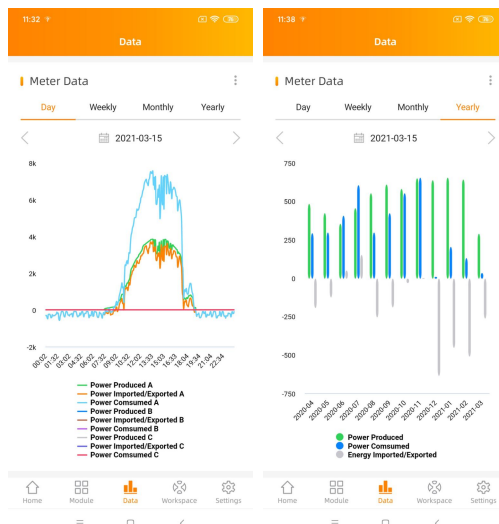 11:32
Data
Meter Data
Day Weekly Monthly Yearly
2021-03-15
8k
6k
4k
2k
0
-2k
00:02 01:32 03:02 04:32 06:02 07:32 09:02 10:32 12:02 13:33 15:03 16:33 18:04 19:34 21:04 22:34
Power Produced A
Power Imported/Exported A
Power Comsumed A
Power Produced B
Power Imported/Exported B
Power Comsumed B
Power Produced C
Power Imported/Exported C
Power Comsumed C
Home Module Data Workspace Settings
11:38
Data
Meter Data
Day Weekly Monthly Yearly
2021-03-15
750
500
250
0
-250
-500
-750
2020-04 2020-05 2020-06 2020-07 2020-08 2020-09 2020-10 2020-11 2020-12 2021-01 2021-02 2021-03
Power Produced
Power Comsumed
Energy Imported/Exported
Home Module Data Workspace Settings